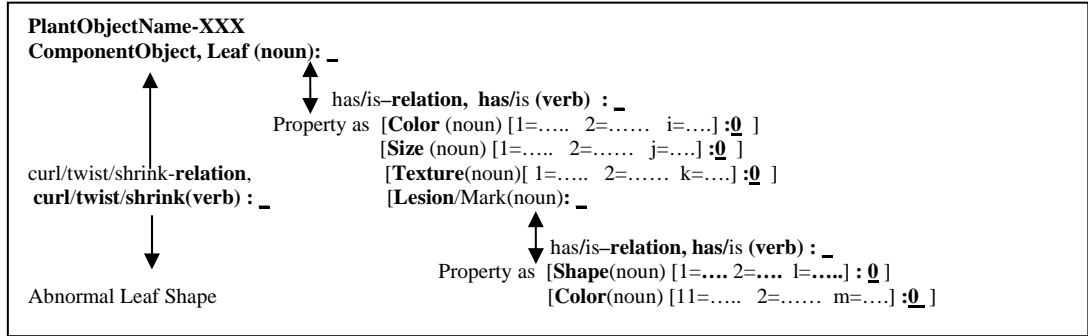 PlantObjectName-XXX
ComponentObject, Leaf (noun): _
has/is–relation, has/is (verb) : _
Property as [Color (noun) [1=….. 2=…… i=….] :0 ]
[Size (noun) [1=….. 2=…… j=….] :0 ]
curl/twist/shrink-relation,
[Texture(noun)[ 1=….. 2=…… k=….] :0 ]
curl/twist/shrink(verb) : _
[Lesion/Mark(noun): _
has/is–relation, has/is (verb) : _
Property as [Shape(noun) [1=…. 2=…. l=…..] : 0 ]
Abnormal Leaf Shape
[Color(noun) [11=….. 2=…… m=….] :0 ]